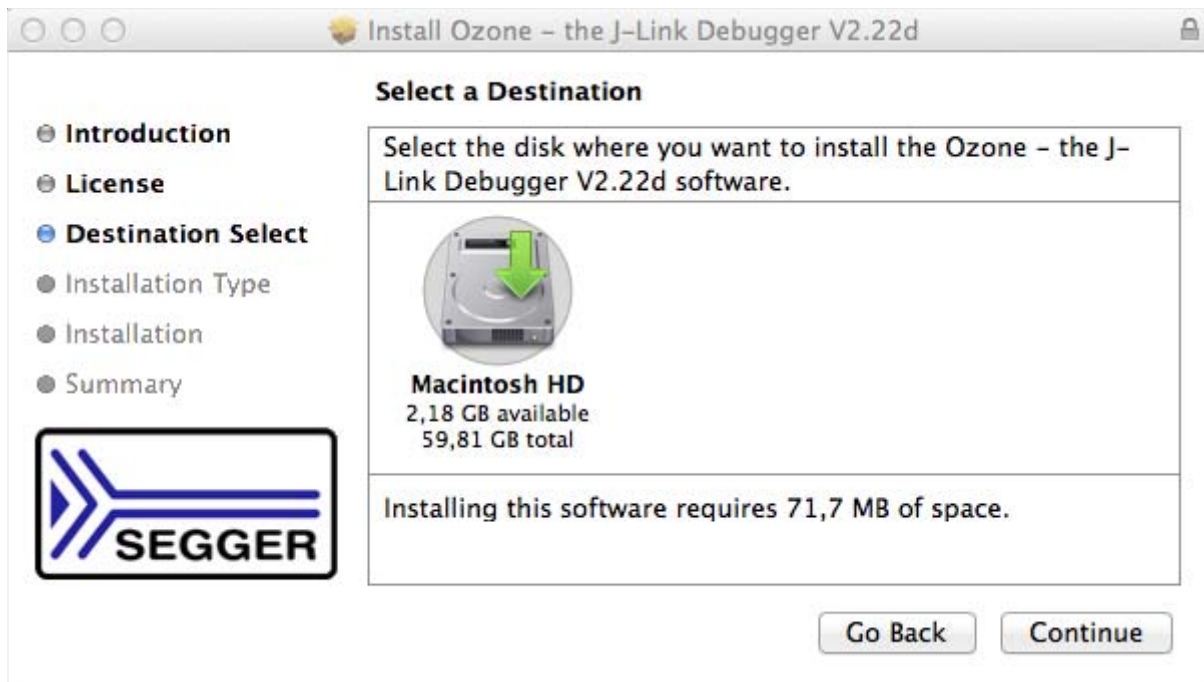 Install Ozone – the J–Link Debugger V2.22d
Select a Destination
Introduction
License
Destination Select
Installation Type
Installation
Summary
SEGGER
Select the disk where you want to install the Ozone – the J–
Link Debugger V2.22d software.
Macintosh HD
2,18 GB available
59,81 GB total
Installing this software requires 71,7 MB of space.
Go Back
Continue